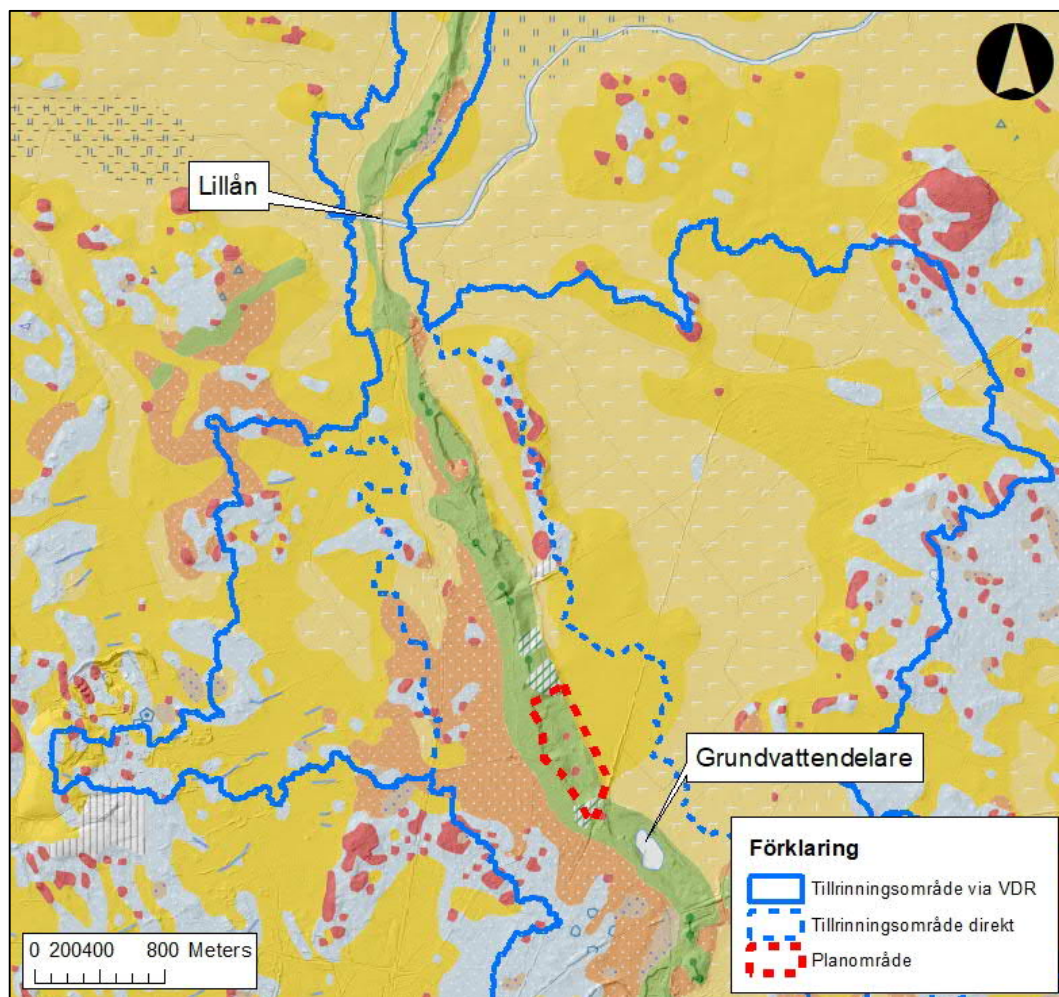 Lillån
Grundvattendelare
Förklaring
Tillrinningsområde via VDR
Tillrinningsområde direkt
Planområde
0 200400 800 Meters